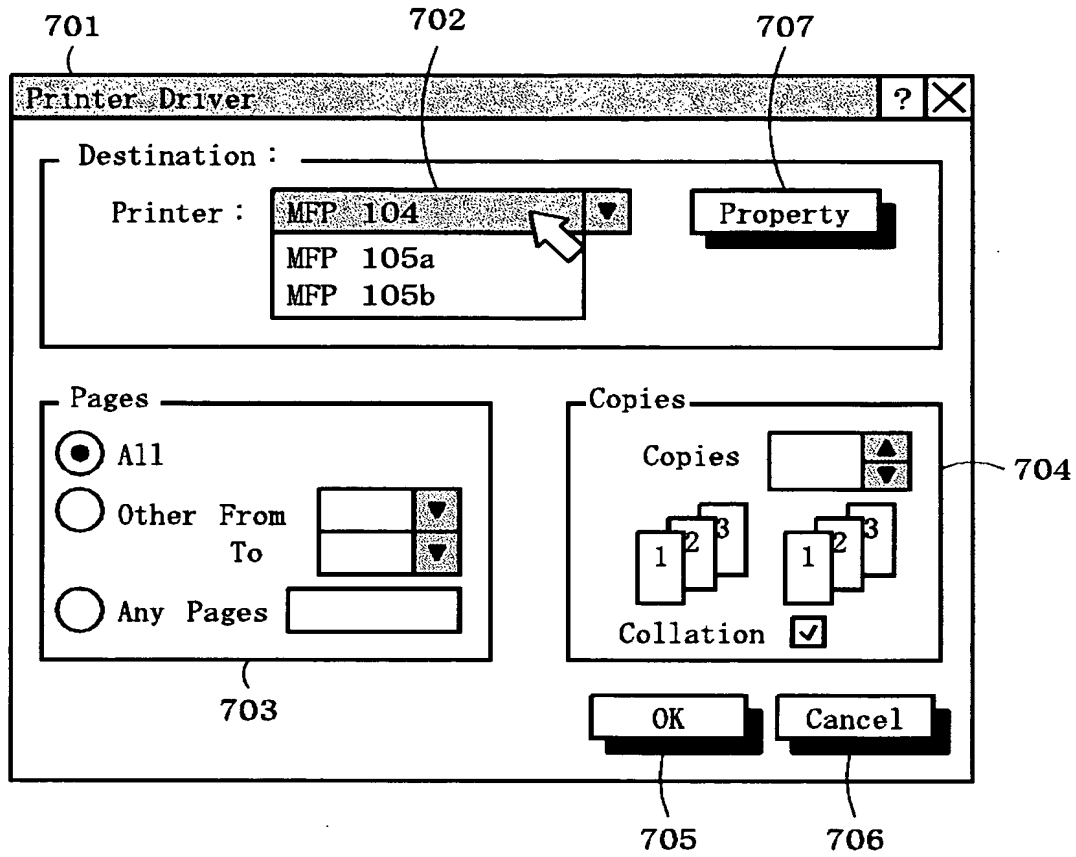 701
702
707
Printer Driver
?
Destination :
Printer :
MFP 104
MFP 105a
MFP 105b
Property
Pages
All
Other From
To
Any Pages
703
Copies
Copies
704
1 2 3
1 2 3
Collation
OK
Cancel
705
706